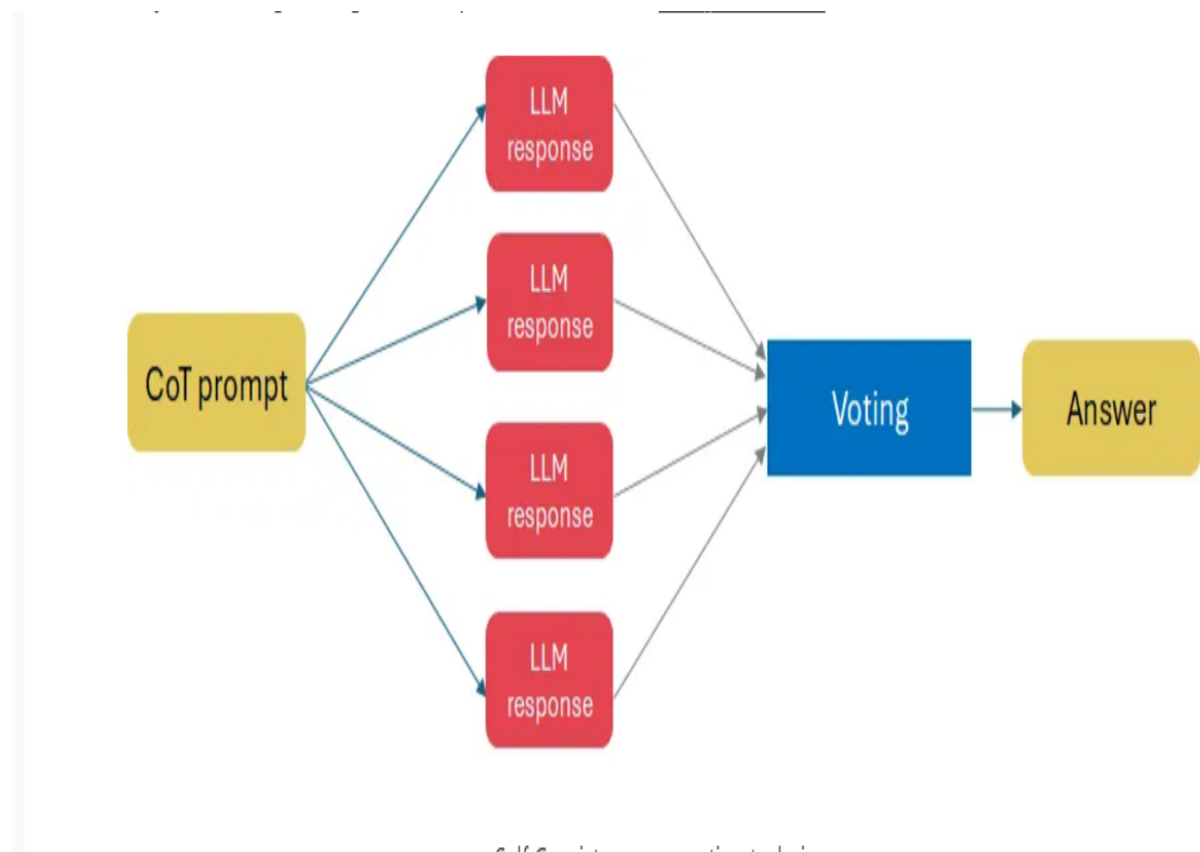 LLM
response
LLM
response
CoT prompt
Voting
Answer
LLM
response
LLM
response